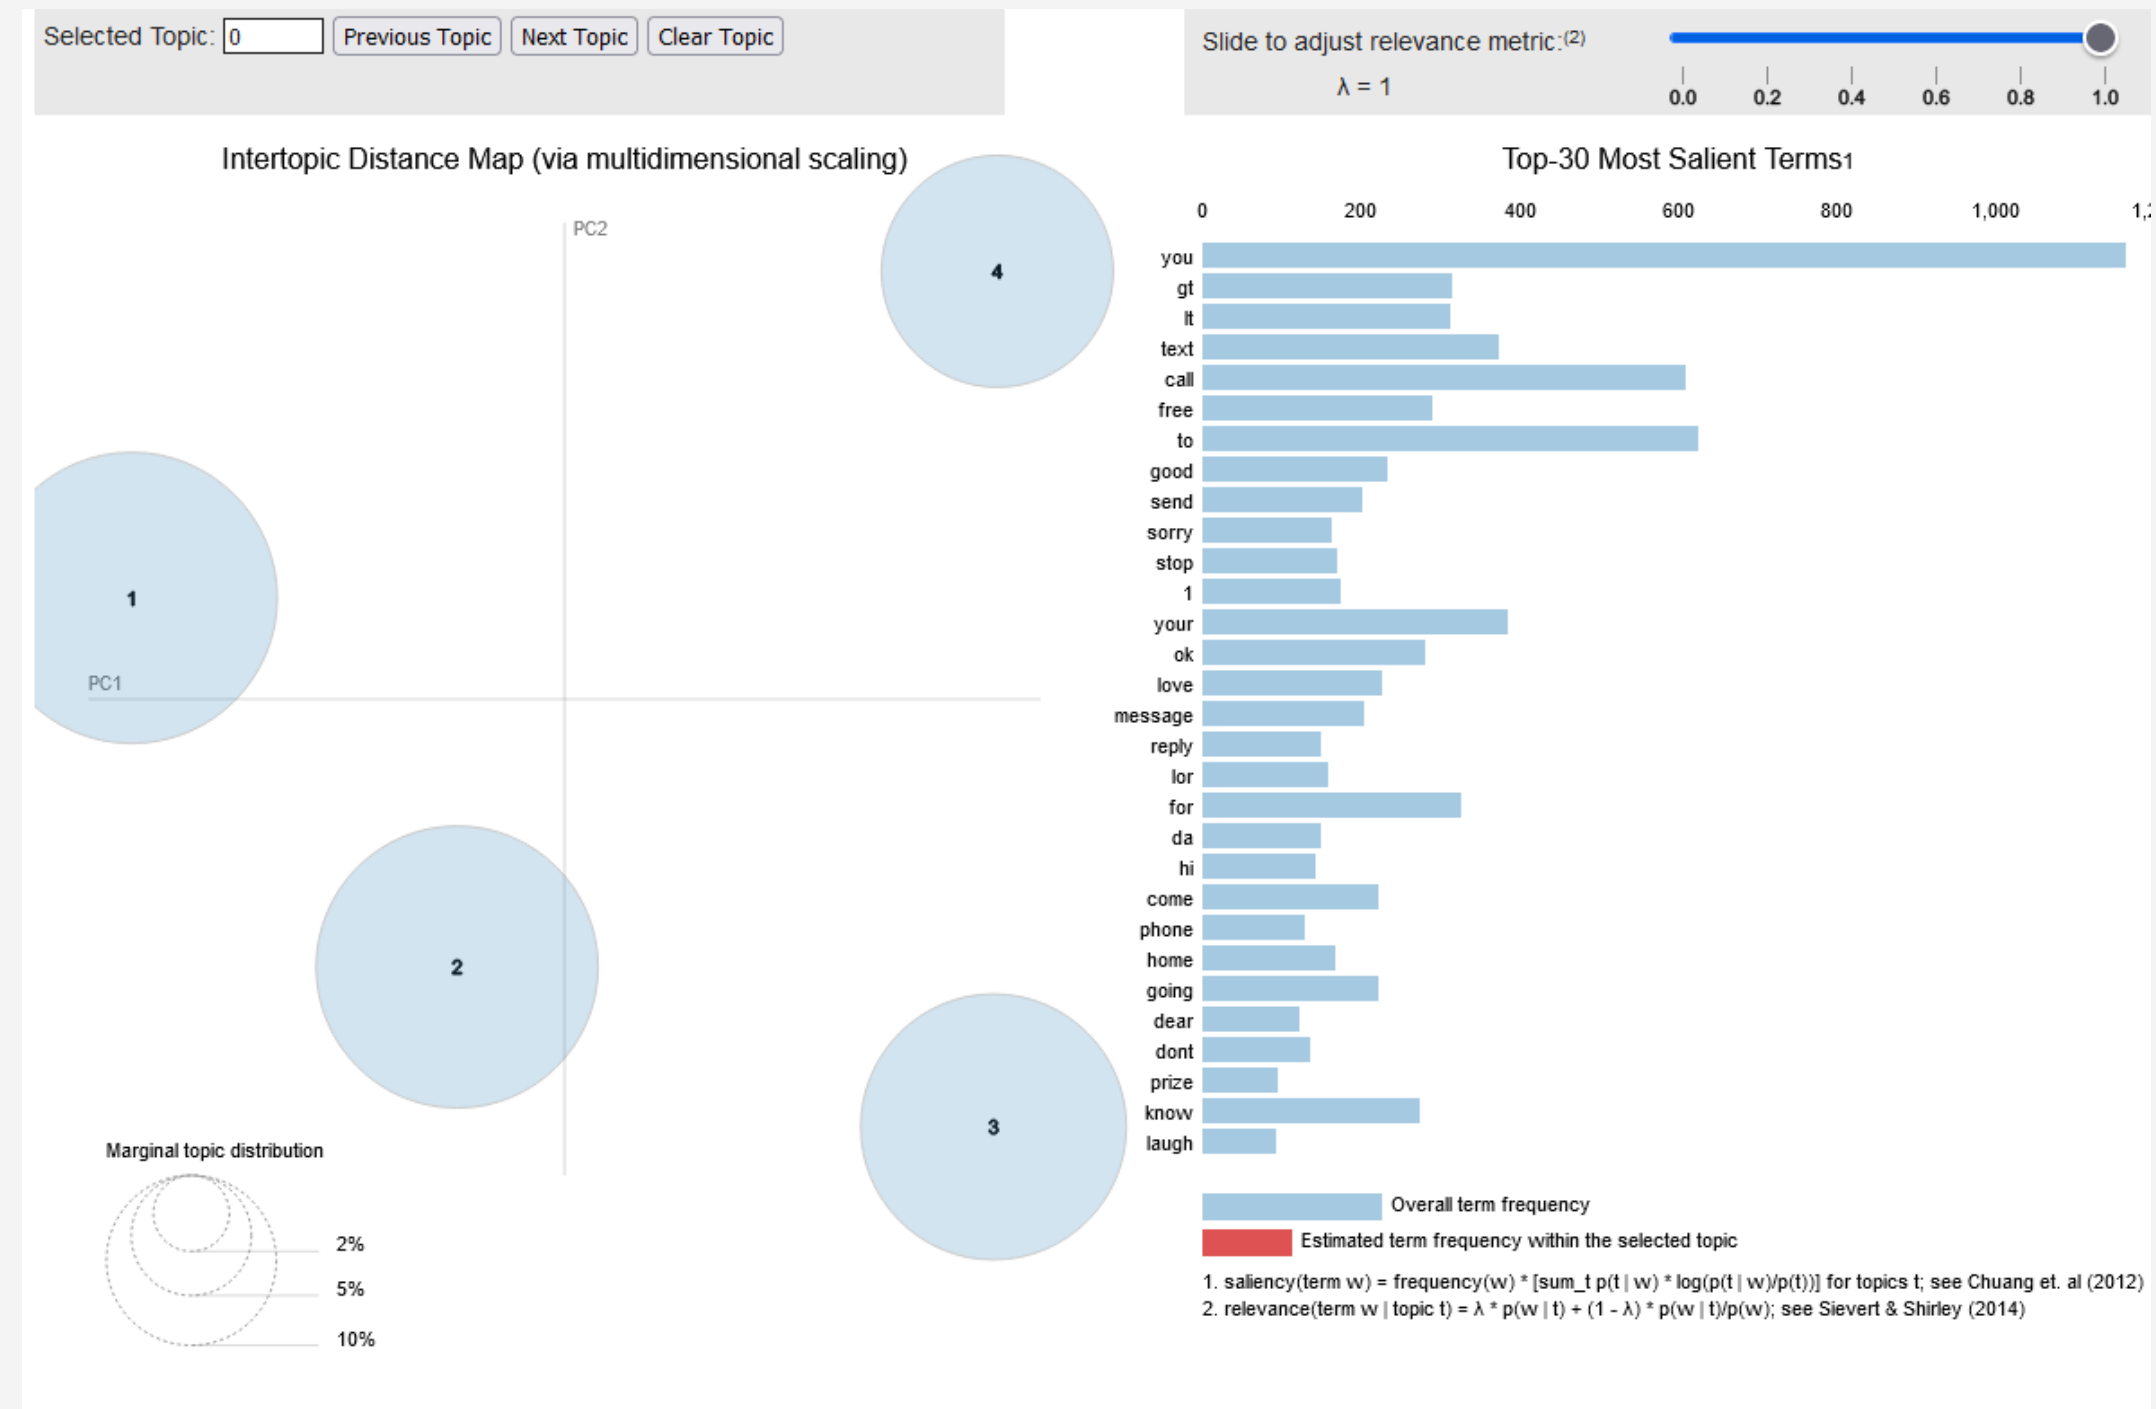 Selected Topic: 0 Previous Topic Next Topic Clear Topic
Slide to adjust relevance metric:(2)
λ = 1
0.0 0.2 0.4 0.6 0.8 1.0
Intertopic Distance Map (via multidimensional scaling)
PC2
4
1
PC1
2
3
Marginal topic distribution
2%
5%
10%
Top-30 Most Salient Terms1
0 200 400 600 800 1,000
you
gt
lt
text
call
free
to
good
send
sorry
stop
1
your
ok
love
message
reply
lor
for
da
hi
come
phone
home
going
dear
dont
prize
know
laugh
Overall term frequency
Estimated term frequency within the selected topic
1. saliency(term w) = frequency(w) * [sum_t p(t | w) * log(p(t | w)/p(t))] for topics t; see Chuang et. al (2012)
2. relevance(term w | topic t) = λ * p(w | t) + (1 - λ) * p(w | t)/p(w); see Sievert & Shirley (2014)